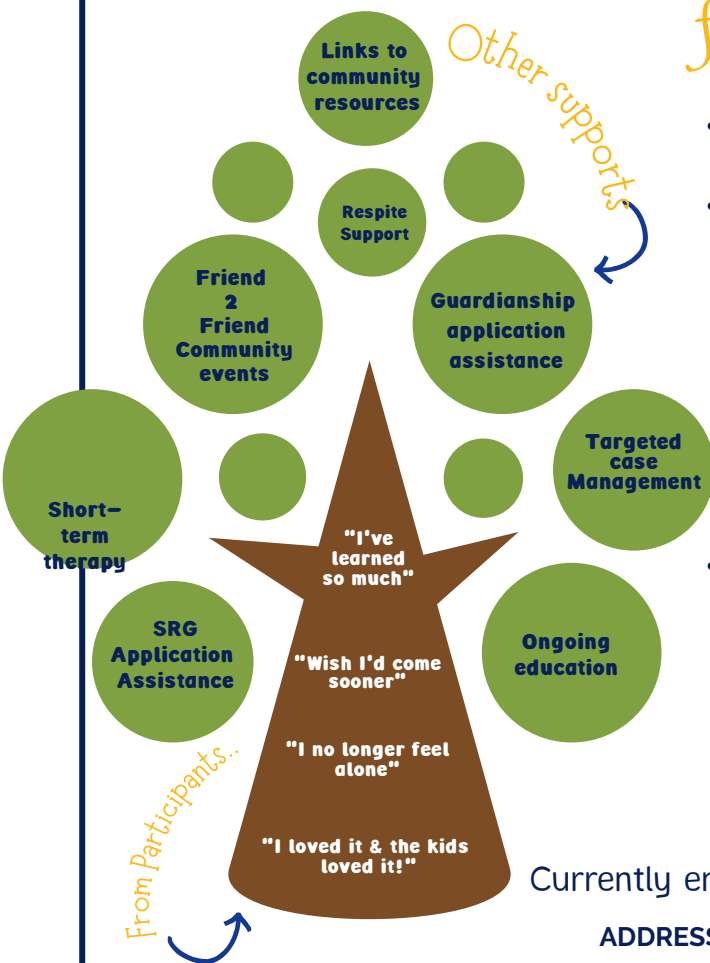 Links to
community
resources
Other supports
Respite
Support
Friend
2
Friend
Community
events
Guardianship
application
assistance
Targeted
case
Management
Short-
term
therapy
"I've
learned
so much"
SRG
Application
Assistance
Ongoing
education
"Wish I'd come
sooner"
"I no longer feel
alone"
From Participants..
"I loved it & the kids
loved it!"
Currently
ADDRESS